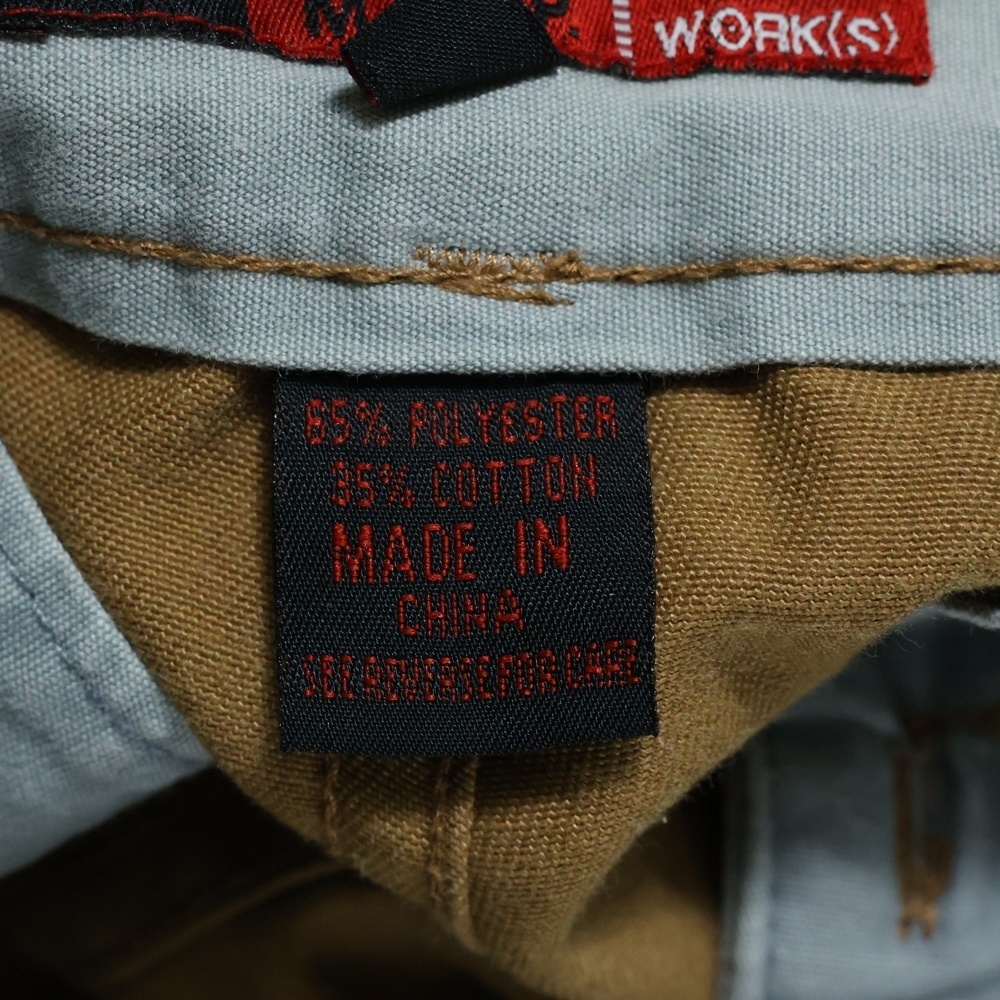 WORK(S)
65% POLYESTER
35% COTTON
MADE IN
CHINA
SEE REVERSE FOR CARE